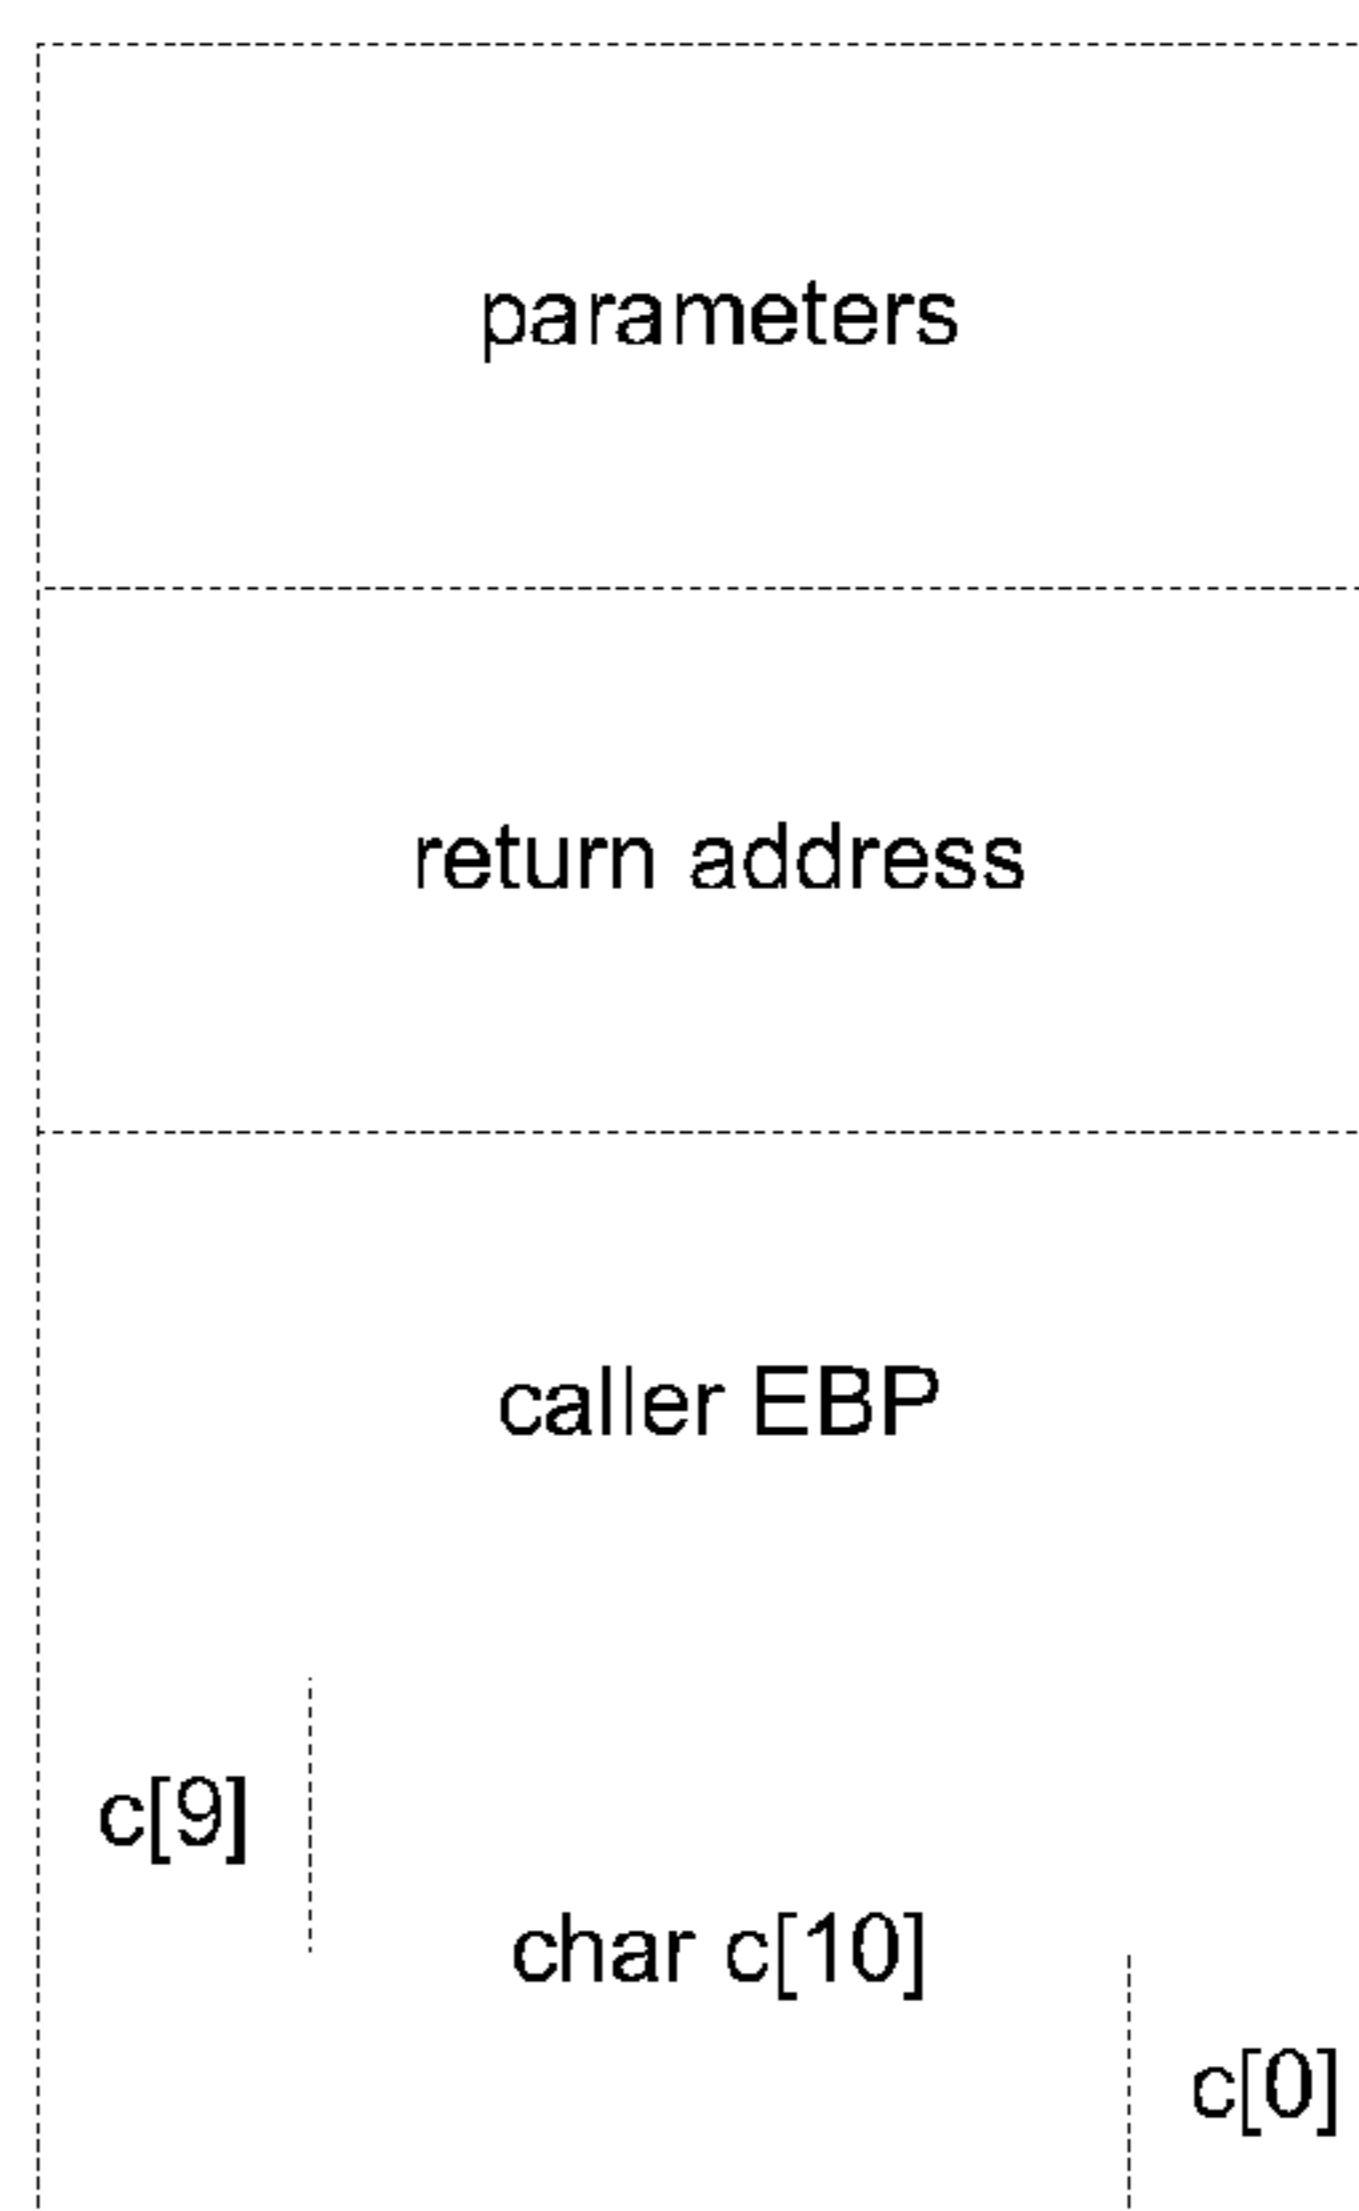 parameters
return address
caller EBP
c[9]
char c[10]
c[0]